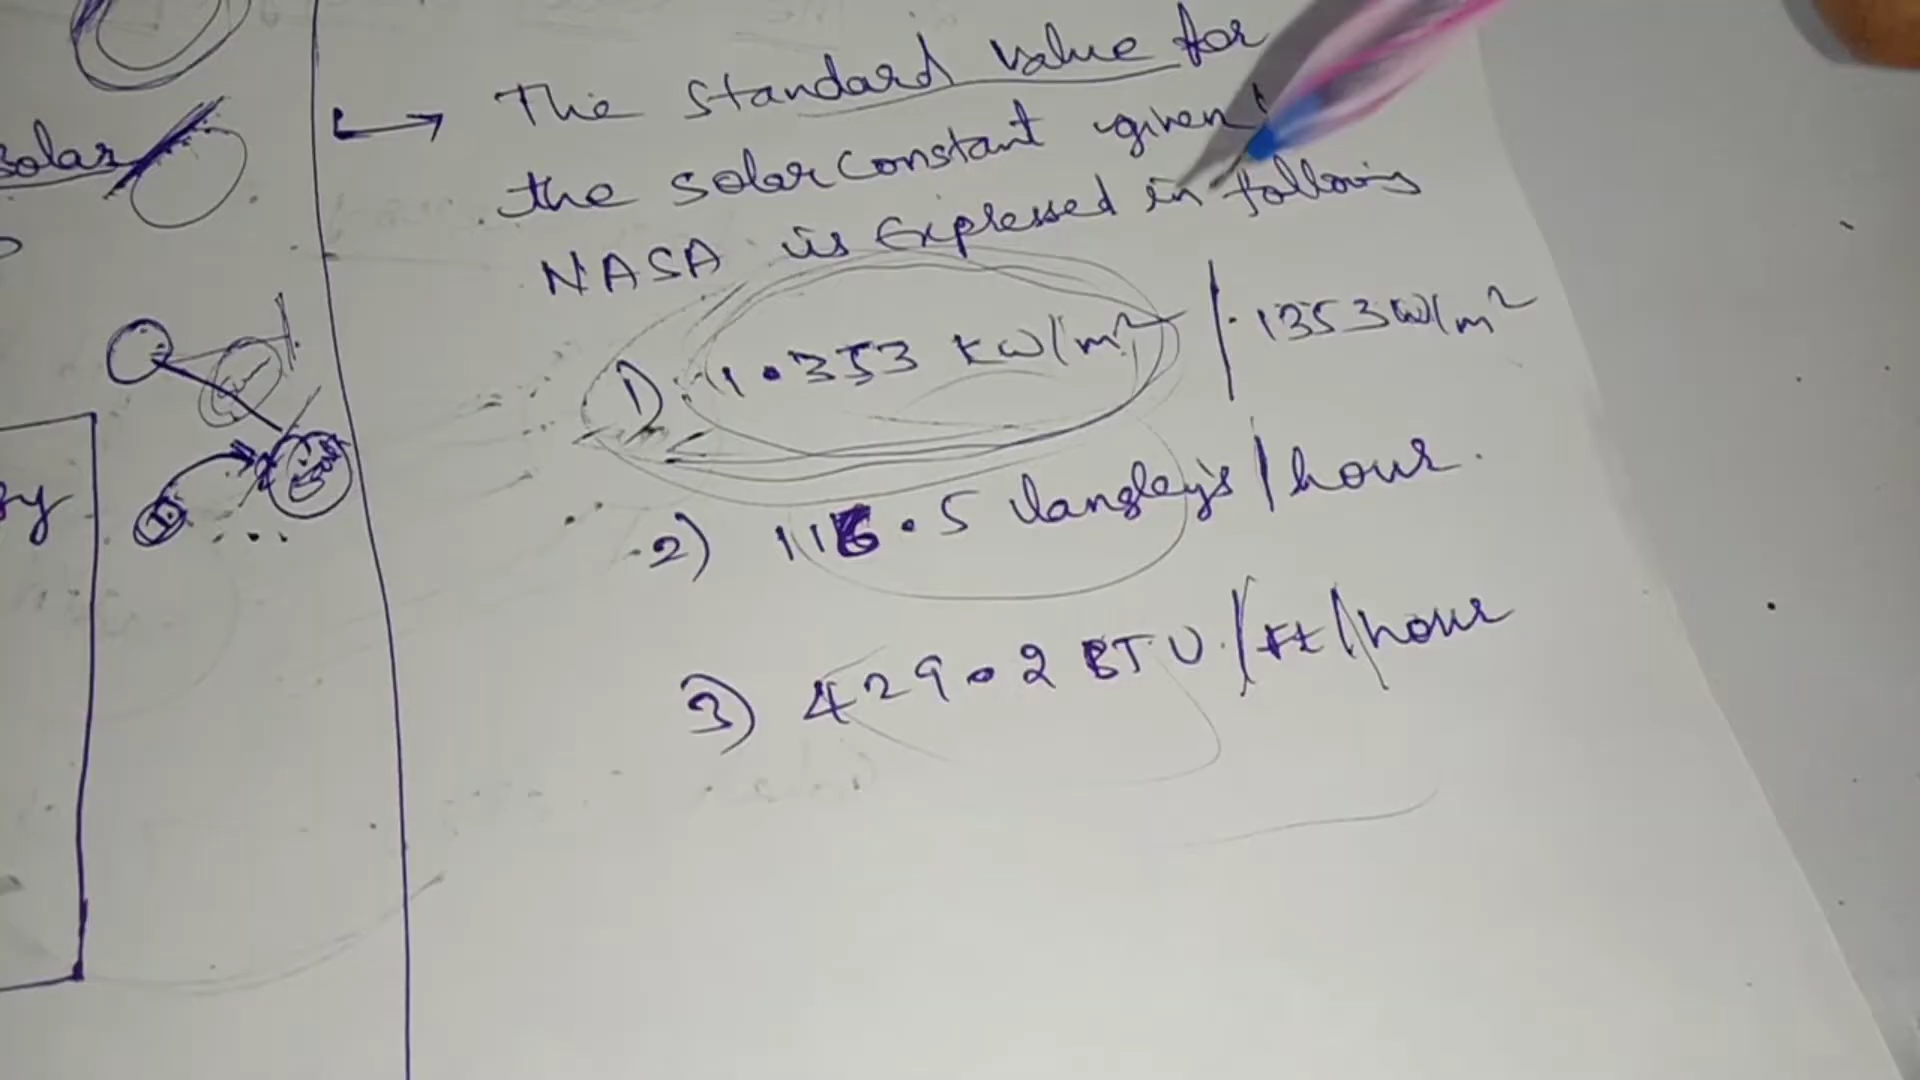 solar
→ The standard value for
the solar constant given
NASA is Expressed in following
1) 1.353 kw/m² / 1353 W/m²
2) 116.5 langley's / hour.
3) 429.2 BTU / ft / hour